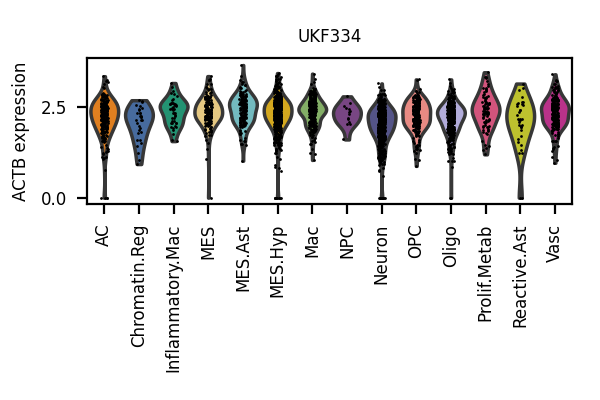 UKF334
ACTB expression
2.5
0.0
AC
Chromatin.Reg
Inflammatory.Mac
MES
MES.Ast
MES.Hyp
Mac
NPC
Neuron
OPC
Oligo
Prolif.Metab
Reactive.Ast
Vasc